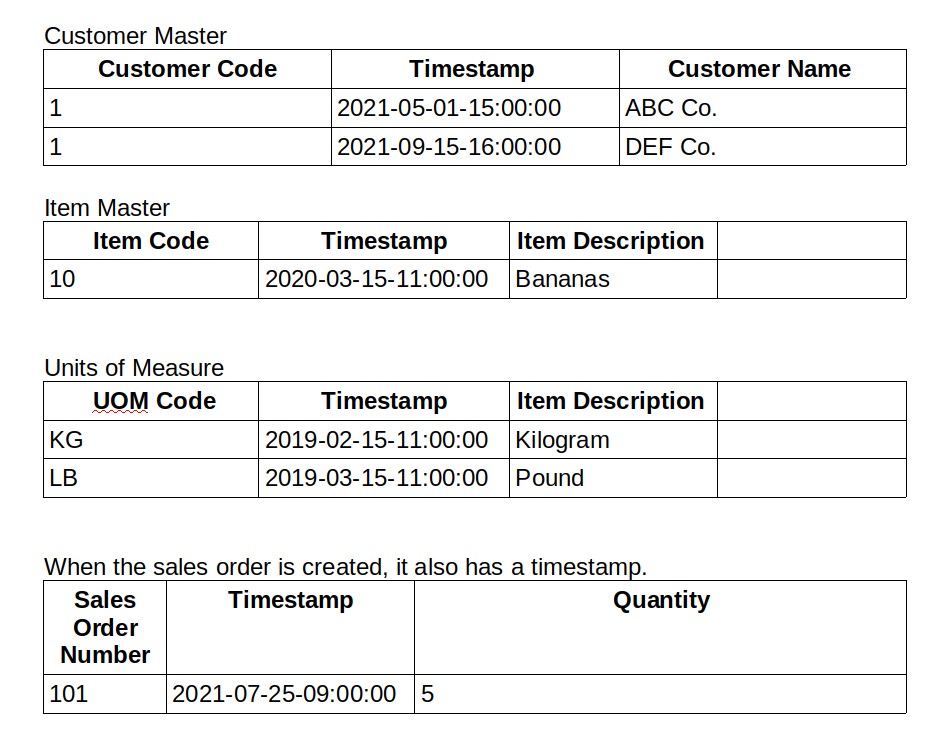 Customer Master
Customer Code Timestamp Customer Name
1 2021-05-01-15:00:00 ABC Co.
1 2021-09-15-16:00:00 DEF Co.
Item Master
Item Code Timestamp Item Description
10 2020-03-15-11:00:00 Bananas
Units of Measure
UOM Code Timestamp Item Description
KG 2019-02-15-11:00:00 Kilogram
LB 2019-03-15-11:00:00 Pound
When the sales order is created, it also has a timestamp.
Sales Timestamp Quantity
Order
Number
101 2021-07-25-09:00:00 5